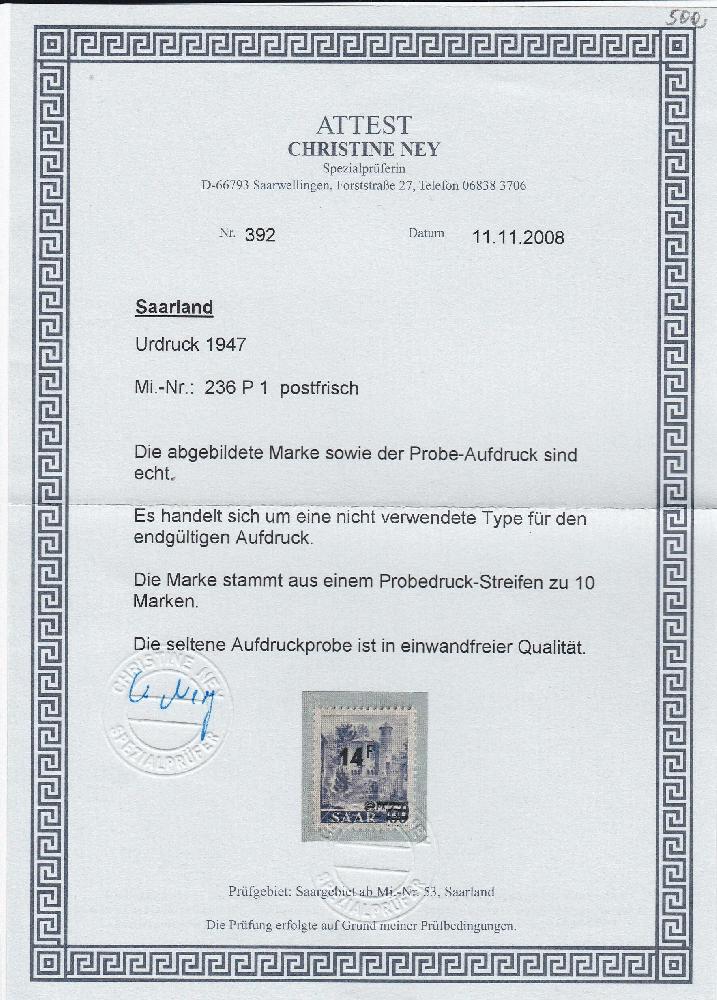 500,
ATTEST
CHRISTINE NEY
Spezialprüferin
D-66793 Saarwellingen, Forststraße 27, Telefon 06838 3706
Nr. 392 Datum 11.11.2008
Saarland
Urdruck 1947
Mi.-Nr.: 236 P 1 postfrisch
Die abgebildete Marke sowie der Probe-Aufdruck sind
echt.
Es handelt sich um eine nicht verwendete Type für den
endgültigen Aufdruck.
Die Marke stammt aus einem Probedruck-Streifen zu 10
Marken.
Die seltene Aufdruckprobe ist in einwandfreier Qualität.
CHRISTINE NEY
C. Ney
SPEZIALPRÜFER
14 F
SAAR
Prüfgebiet: Saargebiet ab Mi.-Nr. 53, Saarland
Die Prüfung erfolgte auf Grund meiner Prüfbedingungen.